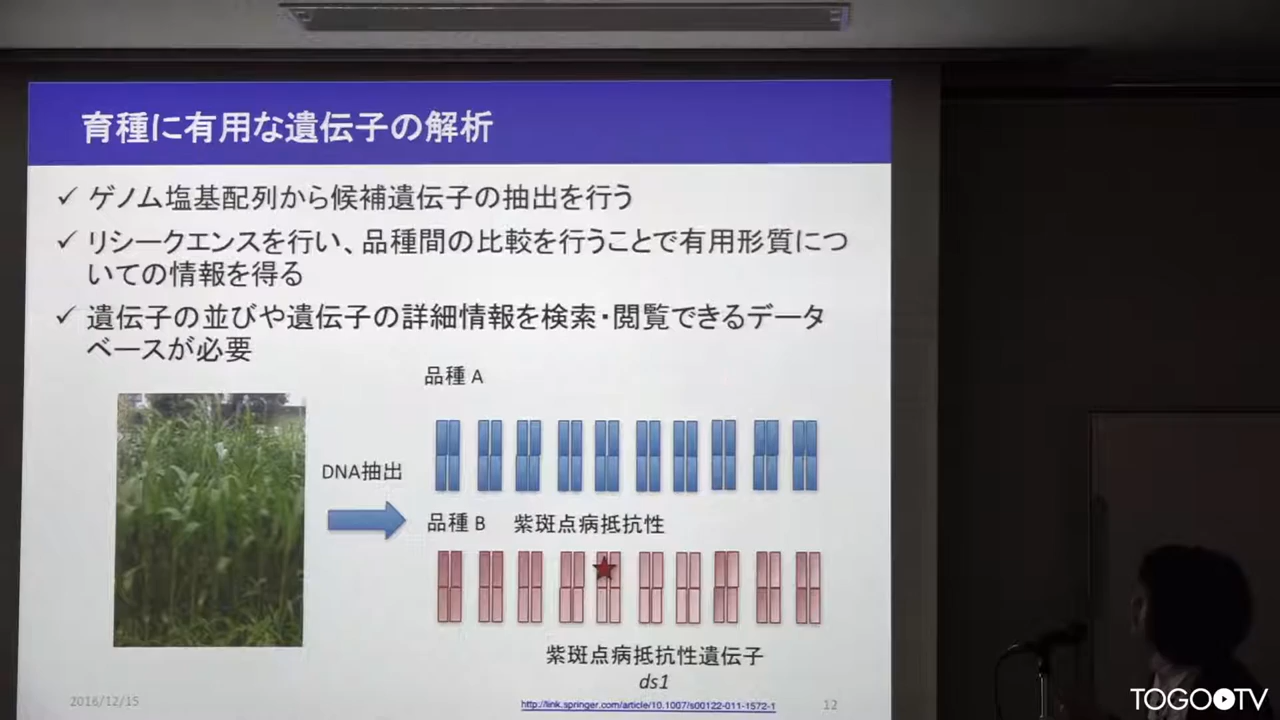 育種に有用な遺伝子の解析
✓ ゲノム塩基配列から候補遺伝子の抽出を行う
✓ リシークエンスを行い、品種間の比較を行うことで有用形質につ
いての情報を得る
✓ 遺伝子の並びや遺伝子の詳細情報を検索・閲覧できるデータ
ベースが必要
品種 A
DNA抽出
品種 B 紫斑点病抵抗性
紫斑点病抵抗性遺伝子
ds1
2016/12/15
http://link.springer.com/article/10.1007/s00122-011-1572-1
12
TOGOTV